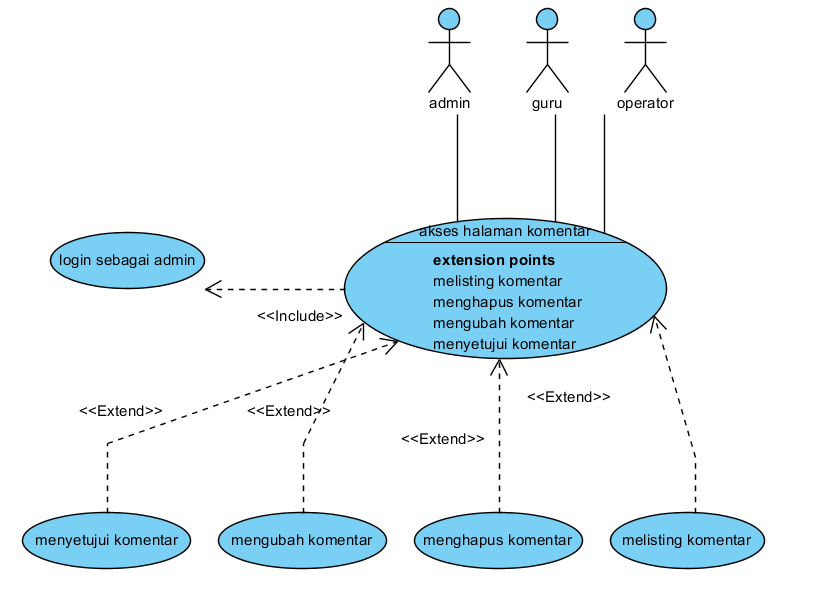 admin
guru
operator
akses halaman komentar
extension points
melisting komentar
menghapus komentar
mengubah komentar
menyetujui komentar
login sebagai admin
<<Include>>
<<Extend>>
<<Extend>>
<<Extend>>
<<Extend>>
menyetujui komentar
mengubah komentar
menghapus komentar
melisting komentar